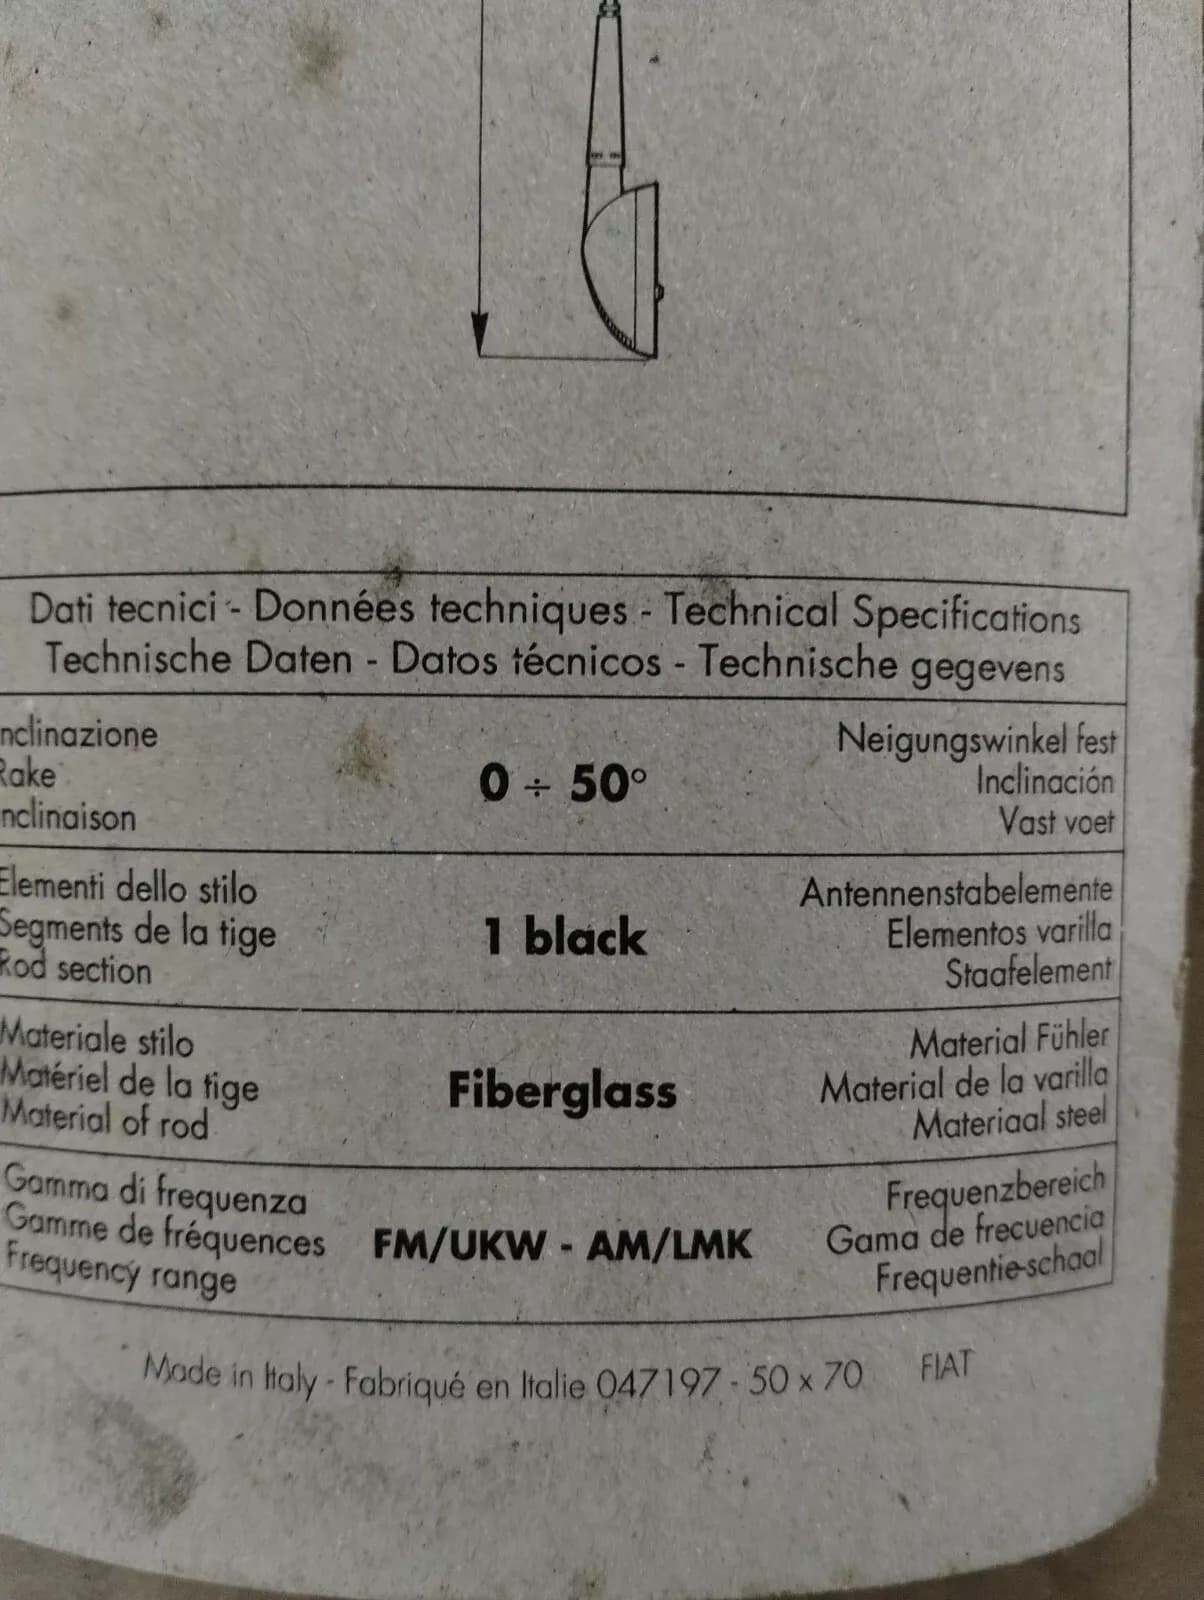 Dati tecnici - Données techniques - Technical Specifications
Technische Daten - Datos técnicos - Technische gegevens
nclinazione
Rake
nclinaison
0 ÷ 50°
Neigungswinkel fest
Inclinación
Vast voet
Elementi dello stilo
Segments de la tige
Rod section
1 black
Antennenstabelemente
Elementos varilla
Staafelement
Materiale stilo
Matériel de la tige
Material of rod
Fiberglass
Material Fühler
Material de la varilla
Materiaal steel
Gamma di frequenza
Gamme de fréquences
Frequency range
FM/UKW - AM/LMK
Frequenzbereich
Gama de frecuencia
Frequentie-schaal
Made in Italy - Fabriqué en Italie 047197 - 50 x 70 FIAT